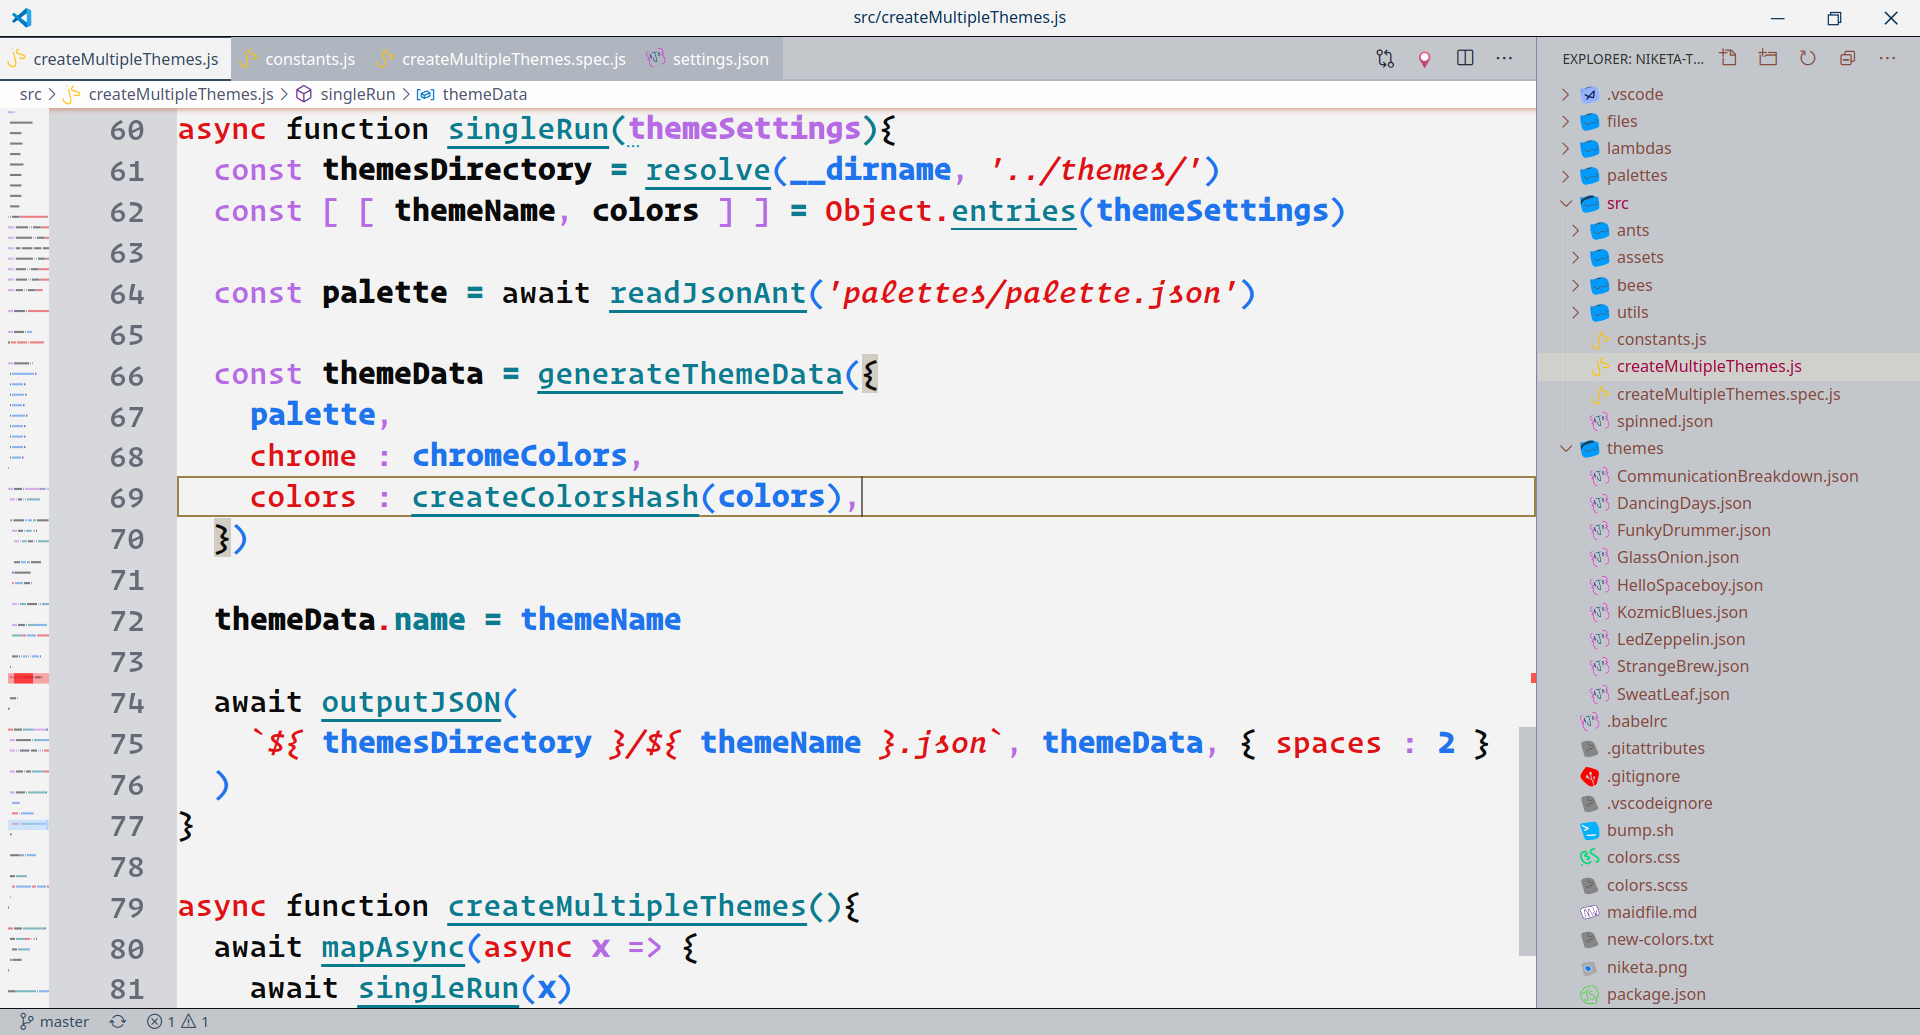 src/createMultipleThemes.js
createMultipleThemes.js constants.js createMultipleThemes.spec.js settings.json
src > createMultipleThemes.js > singleRun > themeData
60 async function singleRun(themeSettings){
61   const themesDirectory = resolve(__dirname, '../themes/')
62   const [ [ themeName, colors ] ] = Object.entries(themeSettings)
63
64   const palette = await readJsonAnt('palettes/palette.json')
65
66   const themeData = generateThemeData({
67     palette,
68     chrome : chromeColors,
69     colors : createColorsHash(colors),
70   })
71
72   themeData.name = themeName
73
74   await outputJSON(
75     `${ themesDirectory }/${ themeName }.json`, themeData, { spaces : 2 }
76   )
77 }
78
79 async function createMultipleThemes(){
80   await mapAsync(async x => {
81     await singleRun(x)
EXPLORER: NIKETA-T...
.vscode
files
lambdas
palettes
src
ants
assets
bees
utils
constants.js
createMultipleThemes.js
createMultipleThemes.spec.js
spinned.json
themes
CommunicationBreakdown.json
DancingDays.json
FunkyDrummer.json
GlassOnion.json
HelloSpaceboy.json
KozmicBlues.json
LedZeppelin.json
StrangeBrew.json
SweatLeaf.json
.babelrc
.gitattributes
.gitignore
.vscodeignore
bump.sh
colors.css
colors.scss
maidfile.md
new-colors.txt
niketa.png
package.json
master 1 1